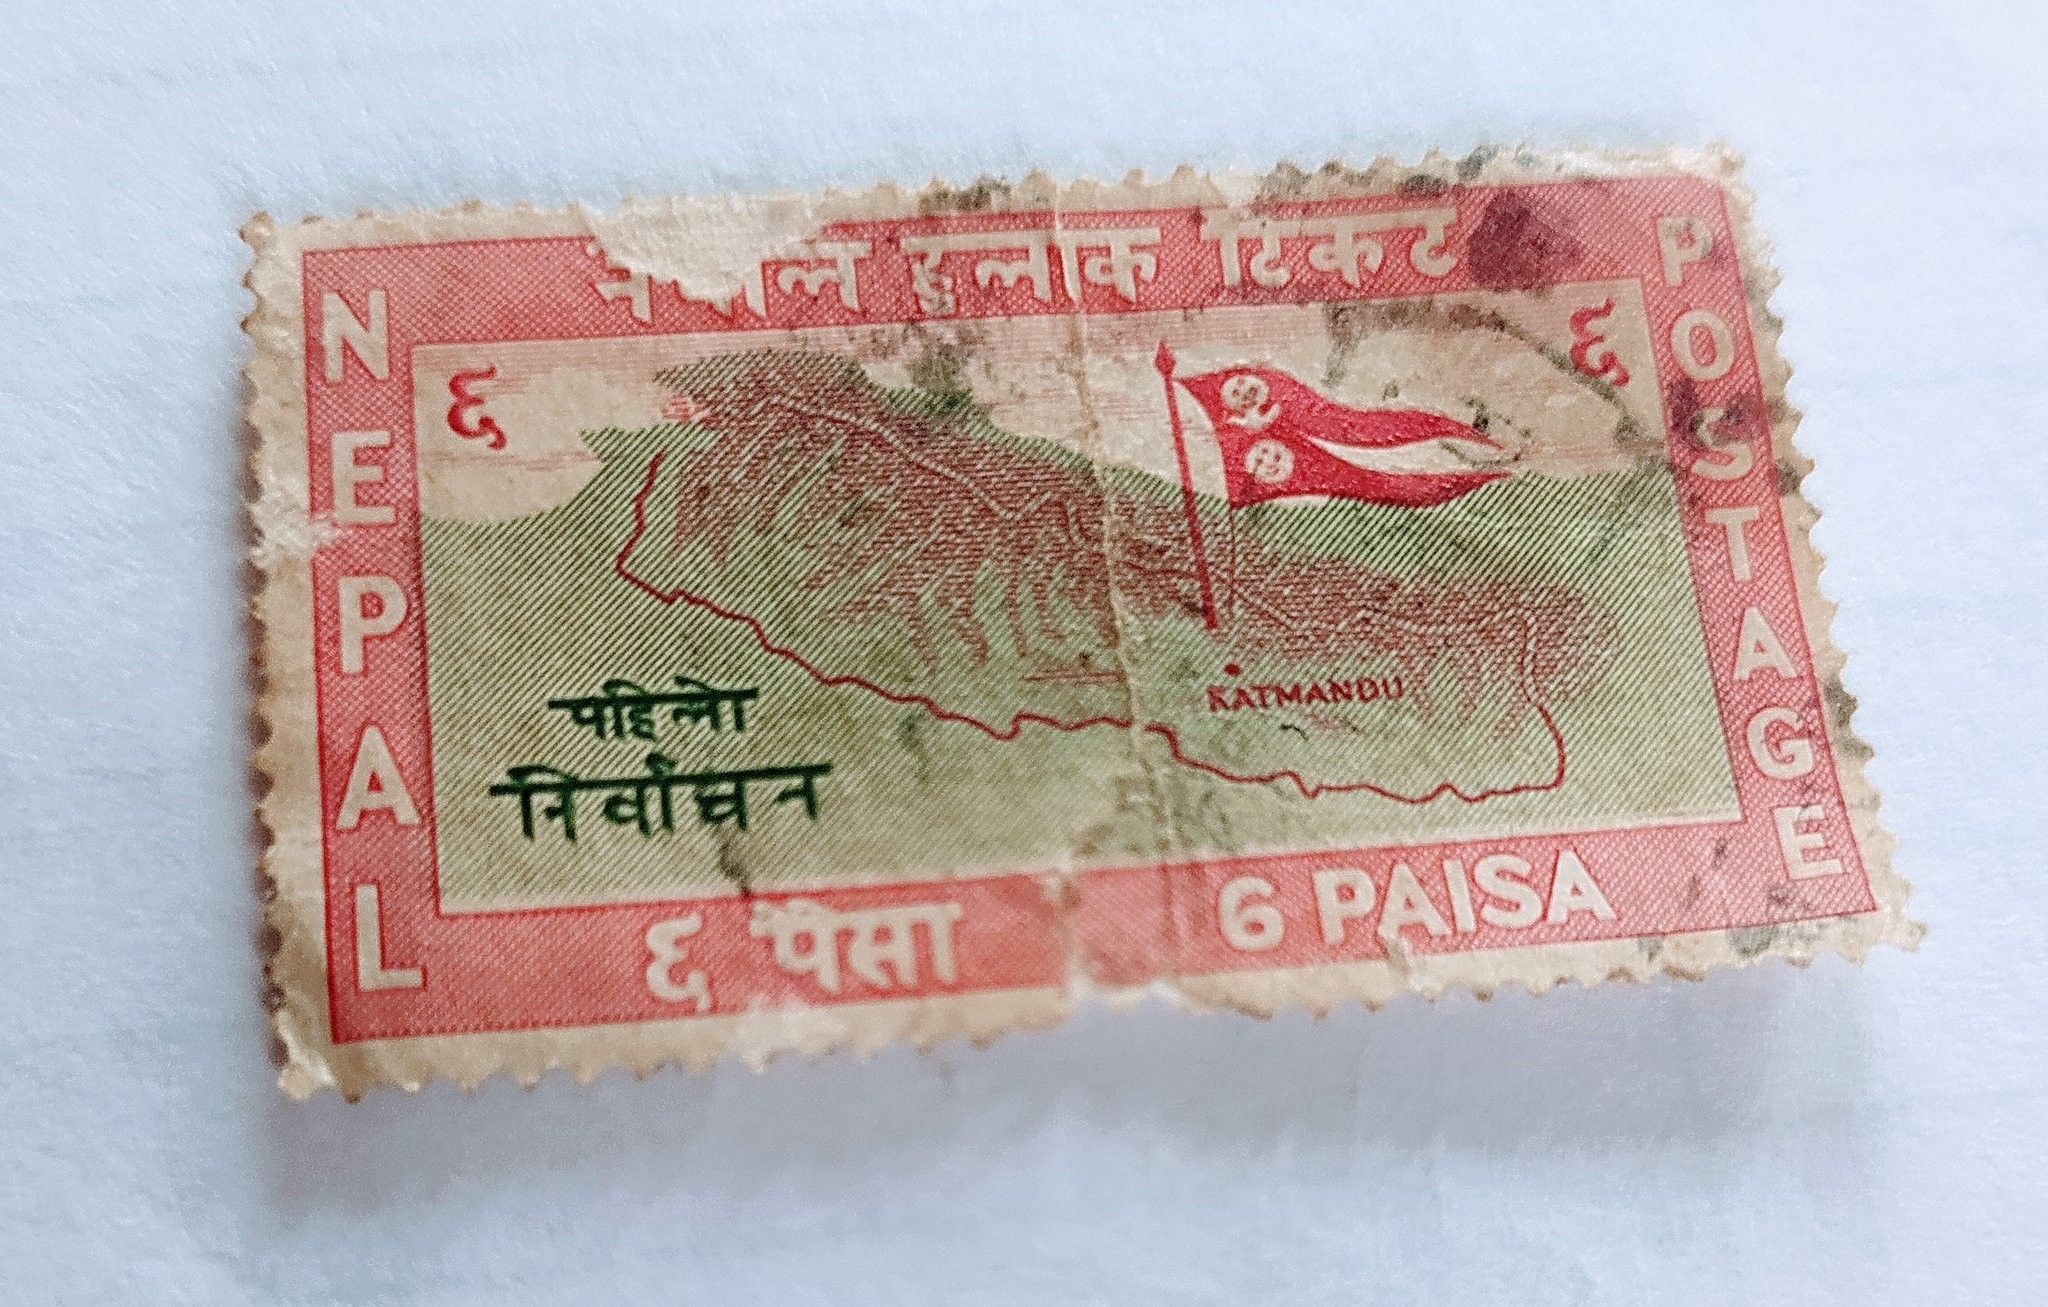 नेपाल हुलाक टिकट
NEPAL
POSTAGE
६
६
KATMANDU
पहिलो
निर्वाचन
६ पैसा
6 PAISA